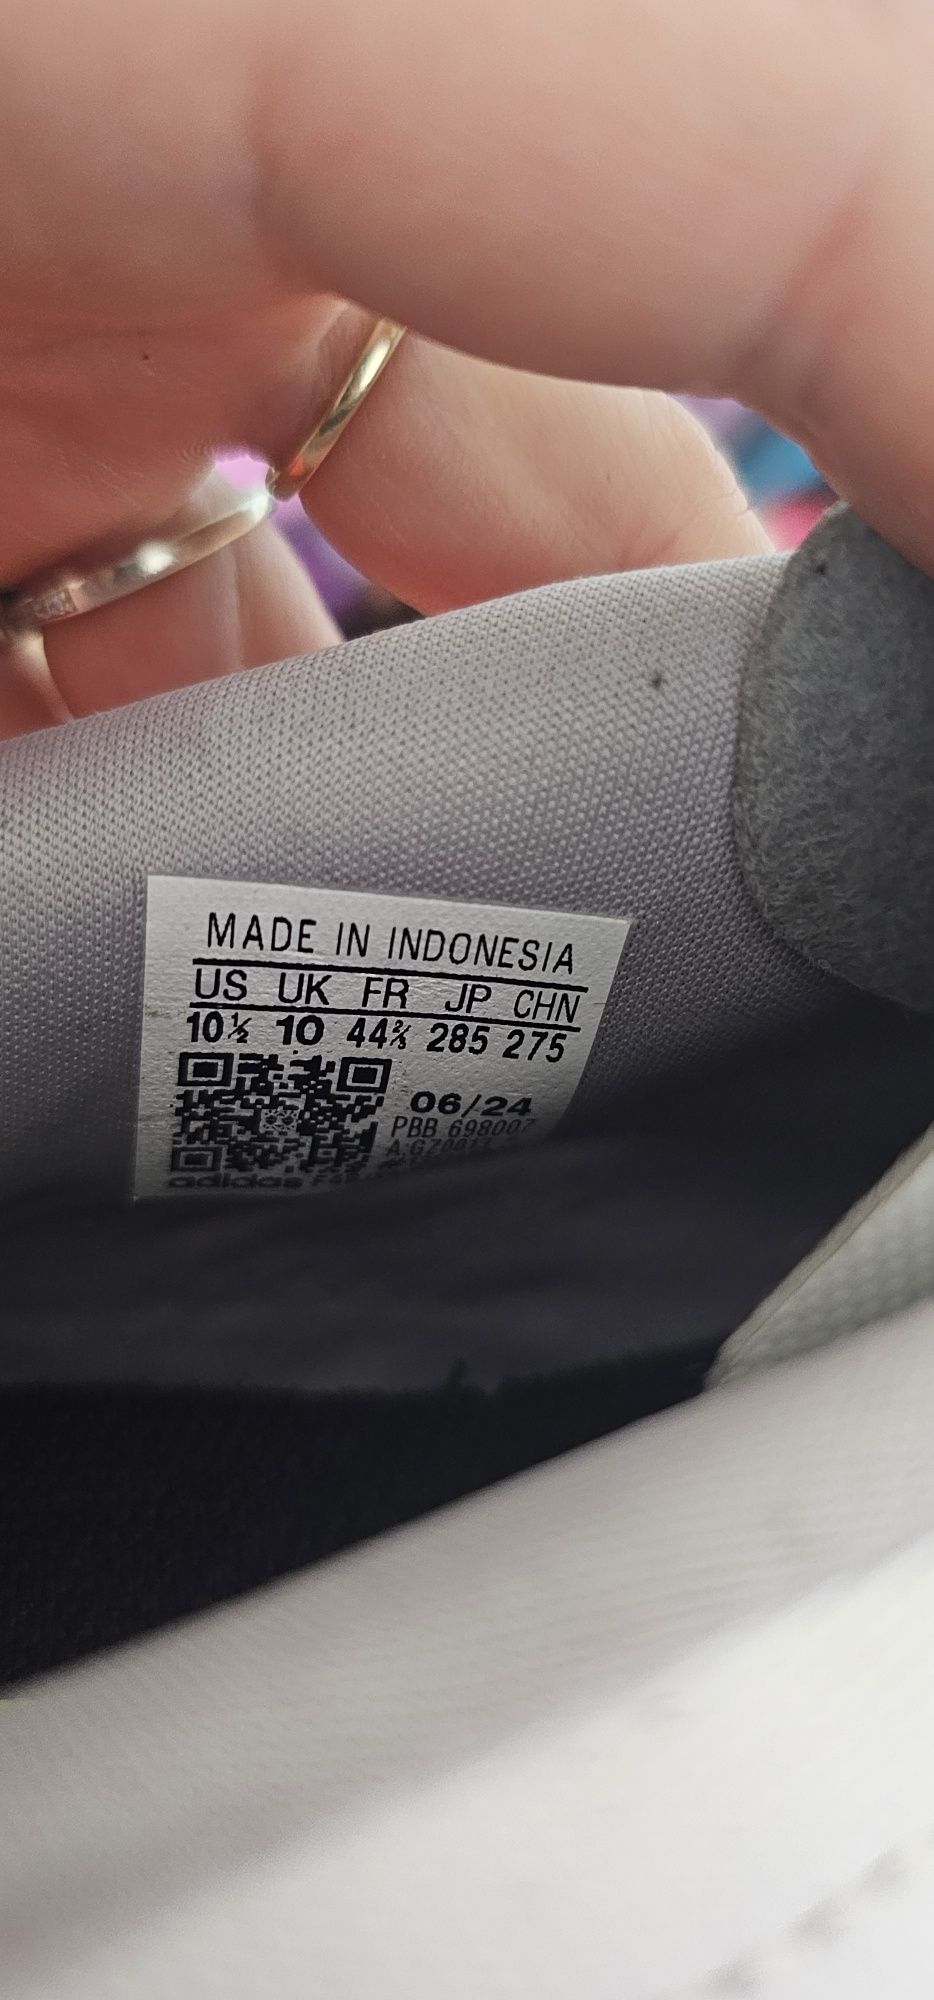 MADE IN INDONESIA
US UK FR JP CHN
10½ 10 44⅔ 285 275
06/24
PBB 698007
adidas